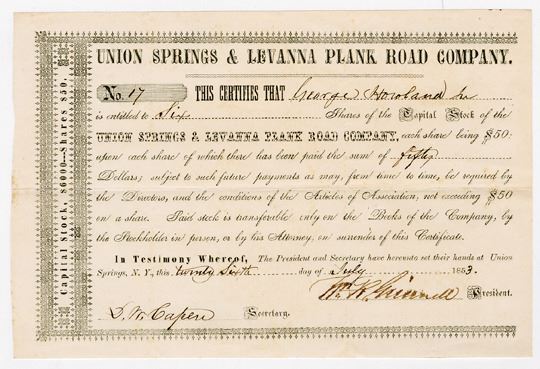 UNION SPRINGS & LEVANNA PLANK ROAD COMPANY.
No. 17 THIS CERTIFIES THAT George Howland
is entitled to Six Shares of the Capital Stock of the
UNION SPRINGS & LEVANNA PLANK ROAD COMPANY, each share being $50.
upon each share of which there has been paid the sum of fifty
Dollars; subject to such future payments as may, from time to time, be required by
the Directors, and the conditions of the Articles of Association, not exceeding $50
on a share. Paid stock is transferable only on the Books of the Company, by
the Stockholder in person, or by his Attorney, on surrender of this Certificate.
In Testimony Whereof, The President and Secretary have hereunto set their hands at Union
Springs, N. Y., this twenty Sixth day of July 1853.
Wm R. Grinnell President.
D. W. Capen Secretary.
Capital Stock, $6000—Shares $50.